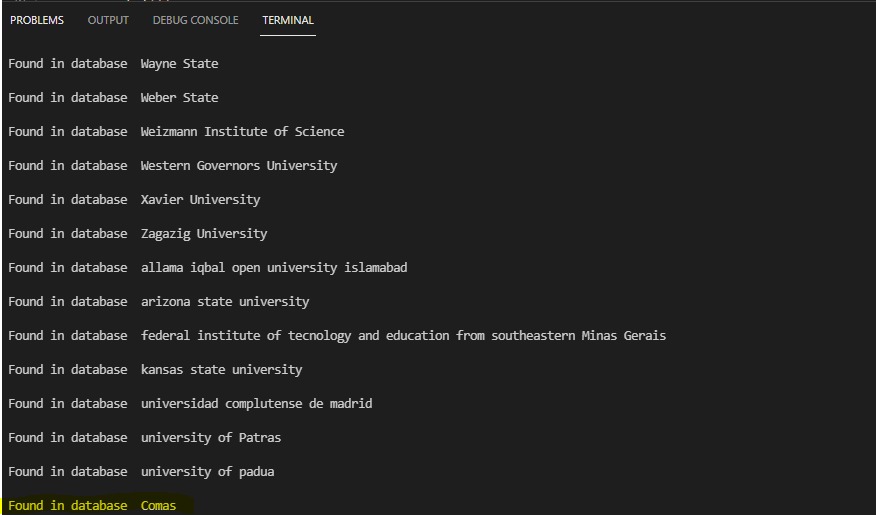 PROBLEMS OUTPUT DEBUG CONSOLE TERMINAL
Found in database Wayne State
Found in database Weber State
Found in database Weizmann Institute of Science
Found in database Western Governors University
Found in database Xavier University
Found in database Zagazig University
Found in database allama iqbal open university islamabad
Found in database arizona state university
Found in database federal institute of tecnology and education from southeastern Minas Gerais
Found in database kansas state university
Found in database universidad complutense de madrid
Found in database university of Patras
Found in database university of padua
Found in database Comas